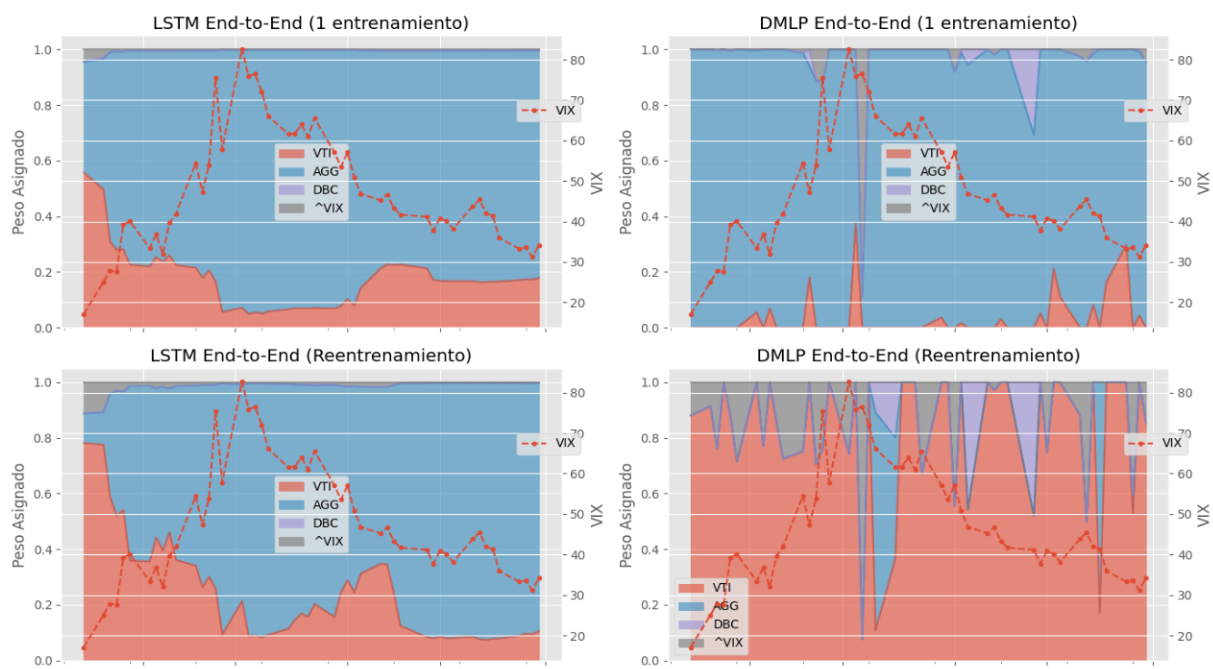 LSTM End-to-End (1 entrenamiento)
1.0
0.8
0.6
0.4
0.2
0.0
Peso Asignado
VTI
AGG
DBC
^VIX
VIX
80
70
60
50
40
30
20
VIX
DMLP End-to-End (1 entrenamiento)
1.0
0.8
0.6
0.4
0.2
0.0
Peso Asignado
VTI
AGG
DBC
^VIX
VIX
80
70
60
50
40
30
20
VIX
LSTM End-to-End (Reentrenamiento)
1.0
0.8
0.6
0.4
0.2
0.0
Peso Asignado
VTI
AGG
DBC
^VIX
VIX
80
70
60
50
40
30
20
VIX
DMLP End-to-End (Reentrenamiento)
1.0
0.8
0.6
0.4
0.2
0.0
Peso Asignado
VTI
AGG
DBC
^VIX
VIX
80
70
60
50
40
30
20
VIX